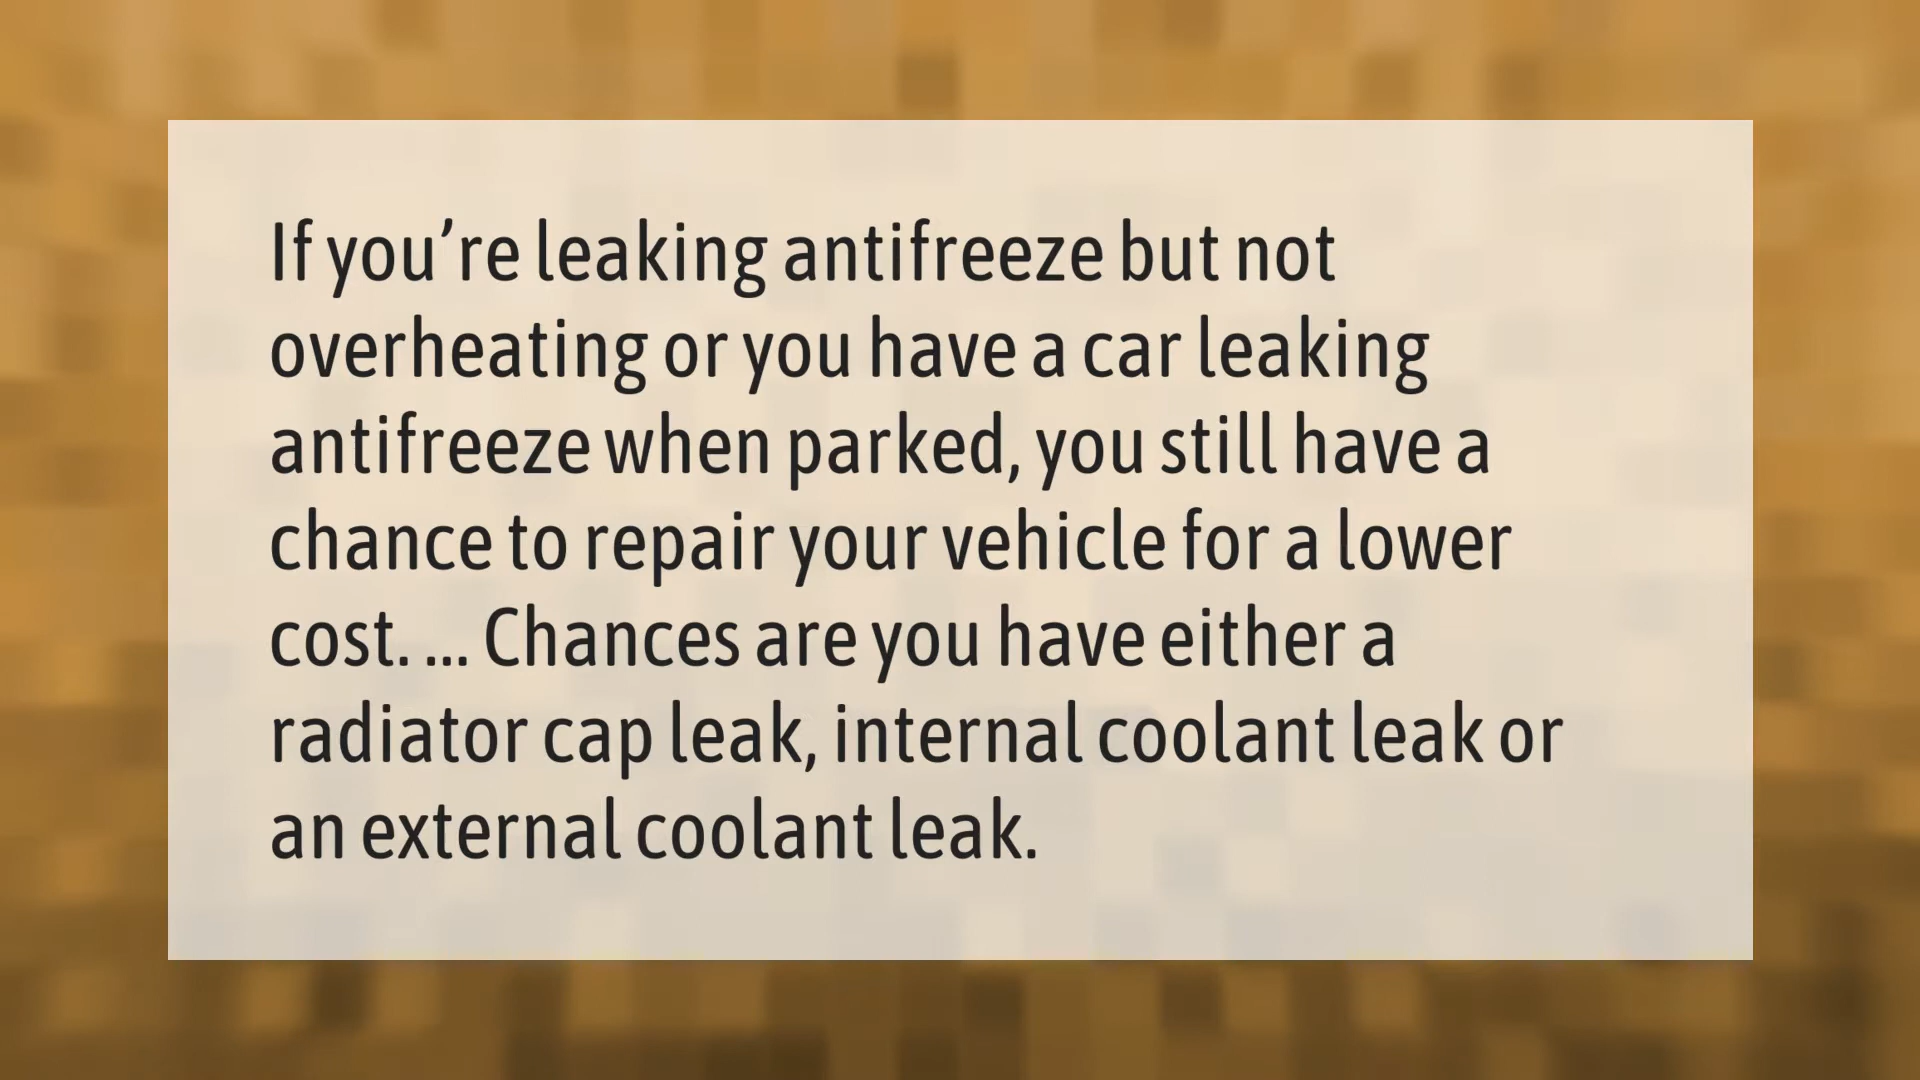 If you’re leaking antifreeze but not
overheating or you have a car leaking
antifreeze when parked, you still have a
chance to repair your vehicle for a lower
cost. ... Chances are you have either a
radiator cap leak, internal coolant leak or
an external coolant leak.